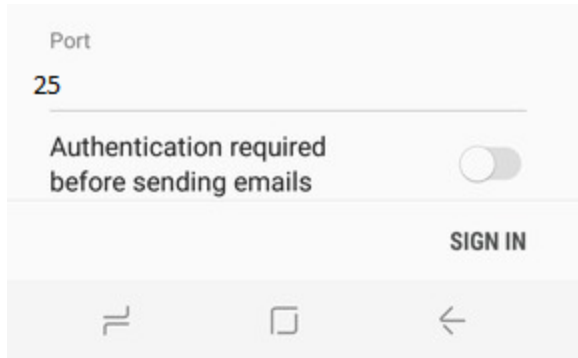 Port
25
Authentication required
before sending emails
SIGN IN